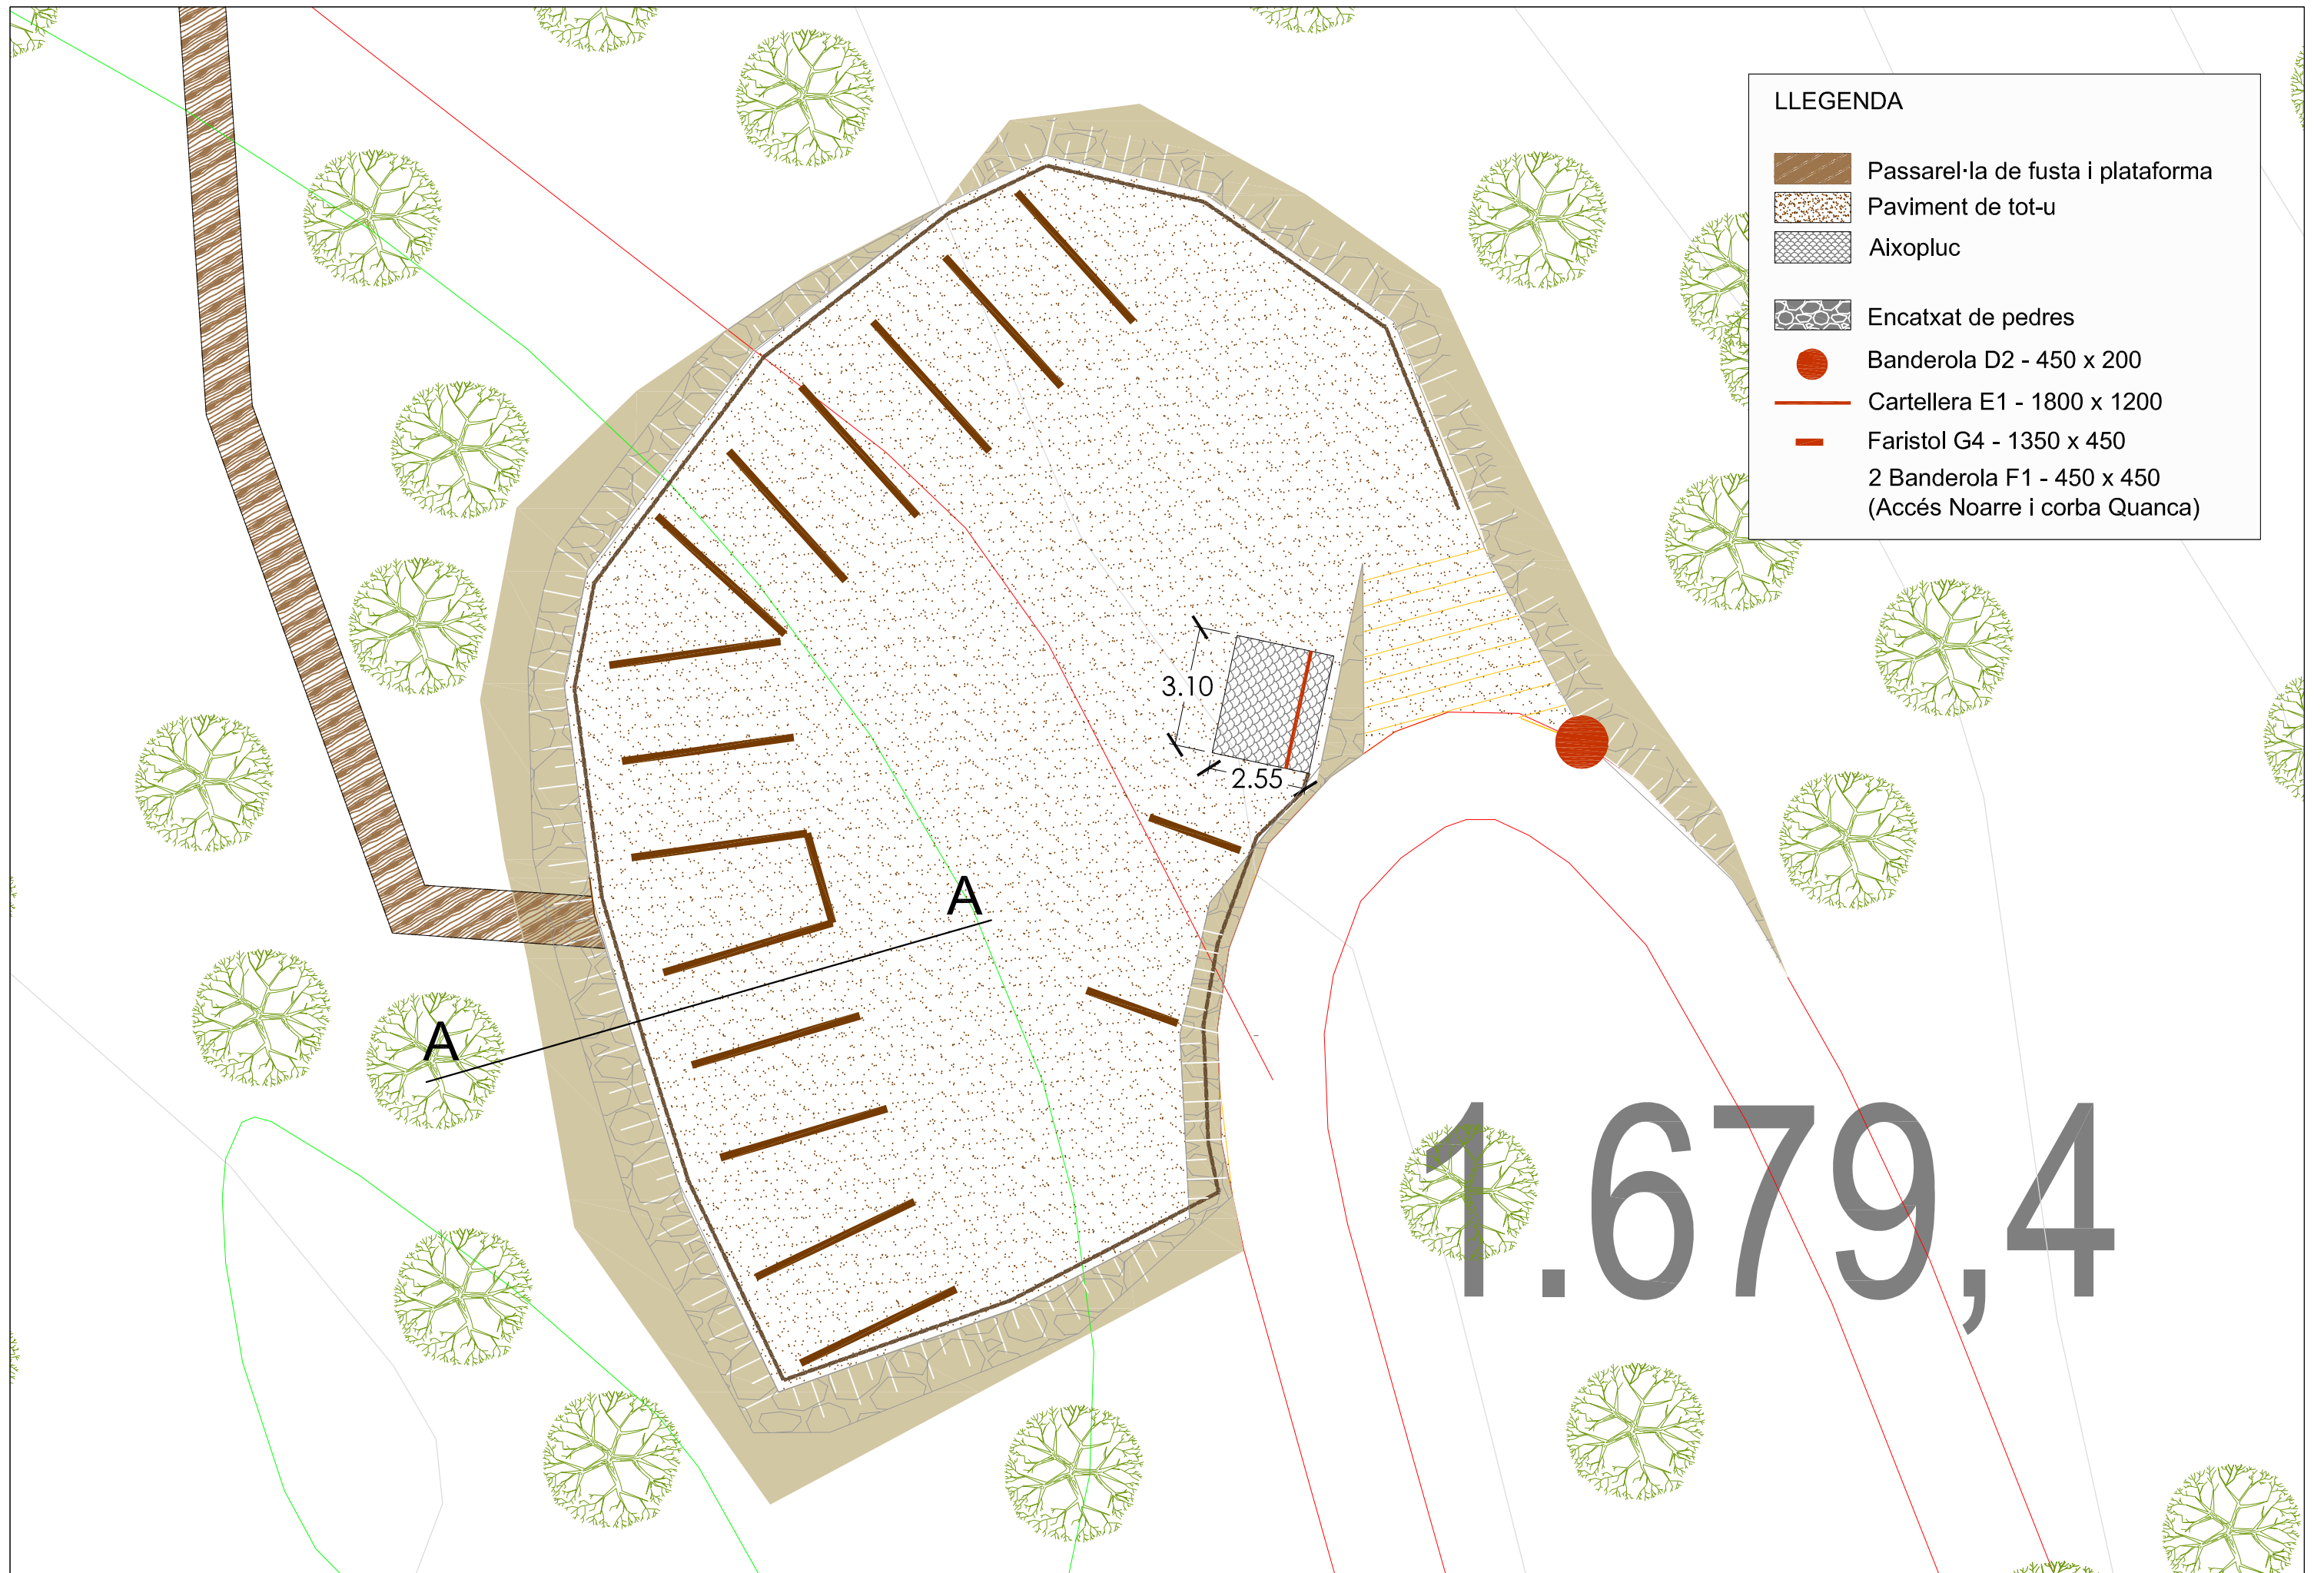 LLEGENDA
Passarel·la de fusta i plataforma
Paviment de tot-u
Aixopluc
Encatxat de pedres
Banderola D2 - 450 x 200
Cartellera E1 - 1800 x 1200
Faristol G4 - 1350 x 450
2 Banderola F1 - 450 x 450
(Accés Noarre i corba Quanca)
3.10
2.55
A
A
1.679,4